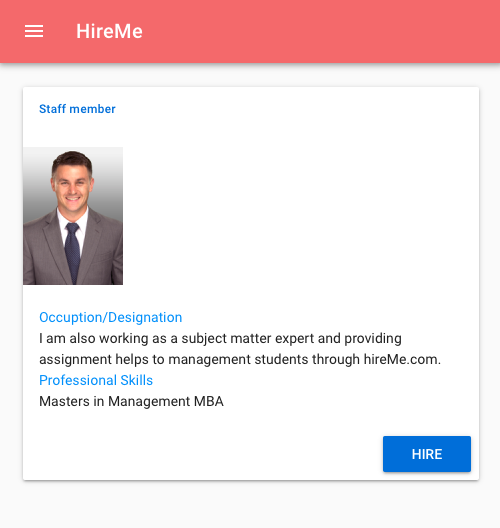 HireMe
Staff member
Occuption/Designation
I am also working as a subject matter expert and providing
assignment helps to management students through hireMe.com.
Professional Skills
Masters in Management MBA
HIRE